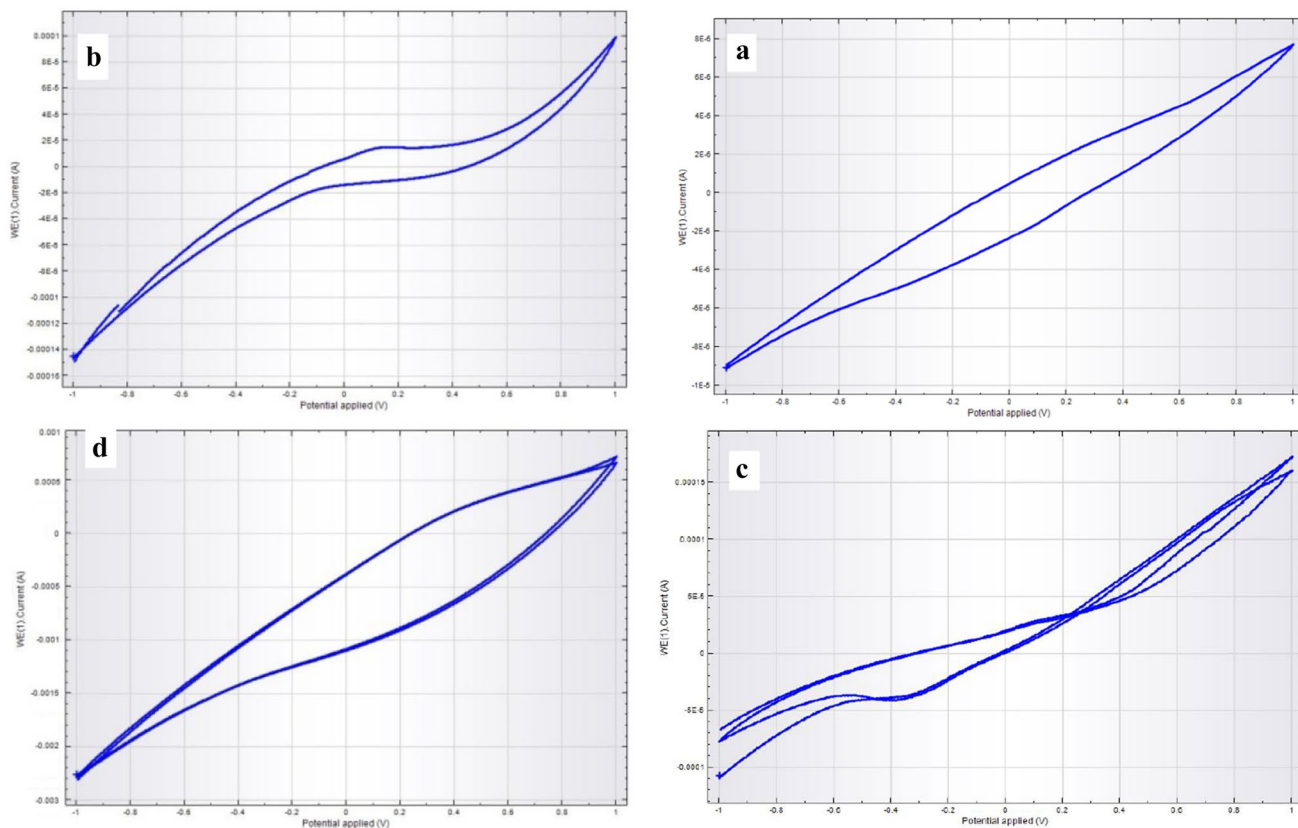 b
WE(1).Current (A)
0.0001
8E-5
6E-5
4E-5
2E-5
0
-2E-5
-4E-5
-6E-5
-8E-5
-0.0001
-0.00012
-0.00014
-0.00016
-1 -0.8 -0.6 -0.4 -0.2 0 0.2 0.4 0.6 0.8 1
Potential applied (V)
a
WE(1).Current (A)
8E-6
6E-6
4E-6
2E-6
0
-2E-6
-4E-6
-6E-6
-8E-6
-1E-5
-1 -0.8 -0.6 -0.4 -0.2 0 0.2 0.4 0.6 0.8 1
Potential applied (V)
d
WE(1).Current (A)
0.001
0.0005
0
-0.0005
-0.001
-0.0015
-0.002
-0.003
-1 -0.8 -0.6 -0.4 -0.2 0 0.2 0.4 0.6 0.8 1
Potential applied (V)
c
WE(1).Current (A)
0.00015
0.0001
5E-5
0
-5E-5
-0.0001
-1 -0.8 -0.6 -0.4 -0.2 0 0.2 0.4 0.6 0.8 1
Potential applied (V)